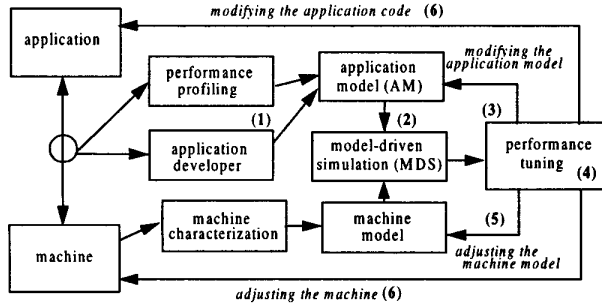 modifying the application code (6)
application
performance
profiling
application
model (AM)
modifying the
application model
(1)
(2)
(3)
application
developer
model-driven
simulation (MDS)
performance
tuning
(4)
machine
machine
characterization
machine
model
(5)
adjusting the
machine model
adjusting the machine (6)